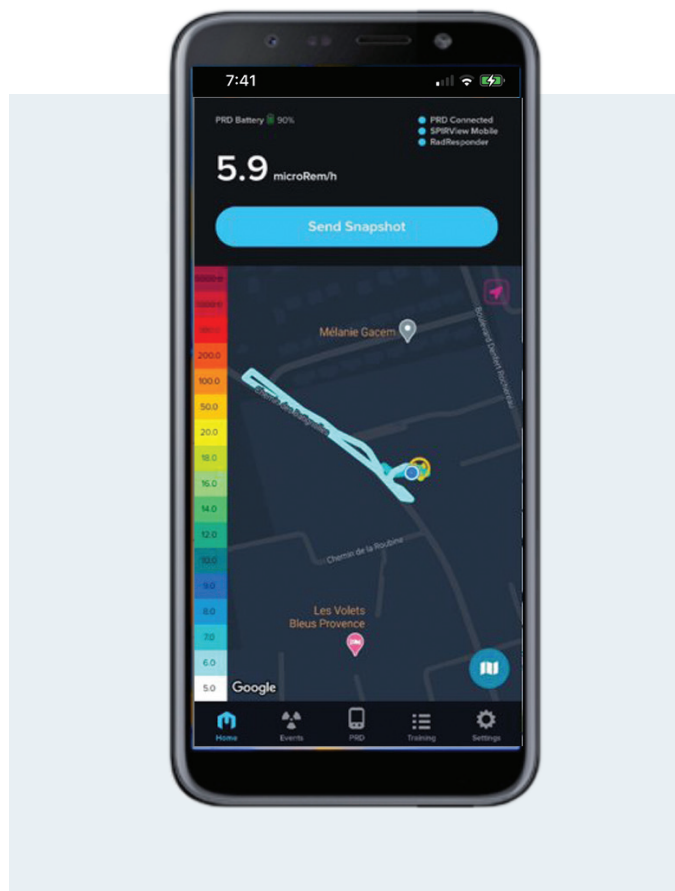 7:41
PRD Battery 90%
PRD Connected
SPIRView Mobile
RadResponder
5.9 microRem/h
Send Snapshot
Mélanie Gacem
Boulevard Denfert Rochereau
200.0
100.0
50.0
20.0
18.0
16.0
14.0
12.0
10.0
9.0
8.0
7.0
6.0
5.0
Chemin de la Roubine
Les Volets
Bleus Provence
Google
Home
Events
PRD
Training
Settings